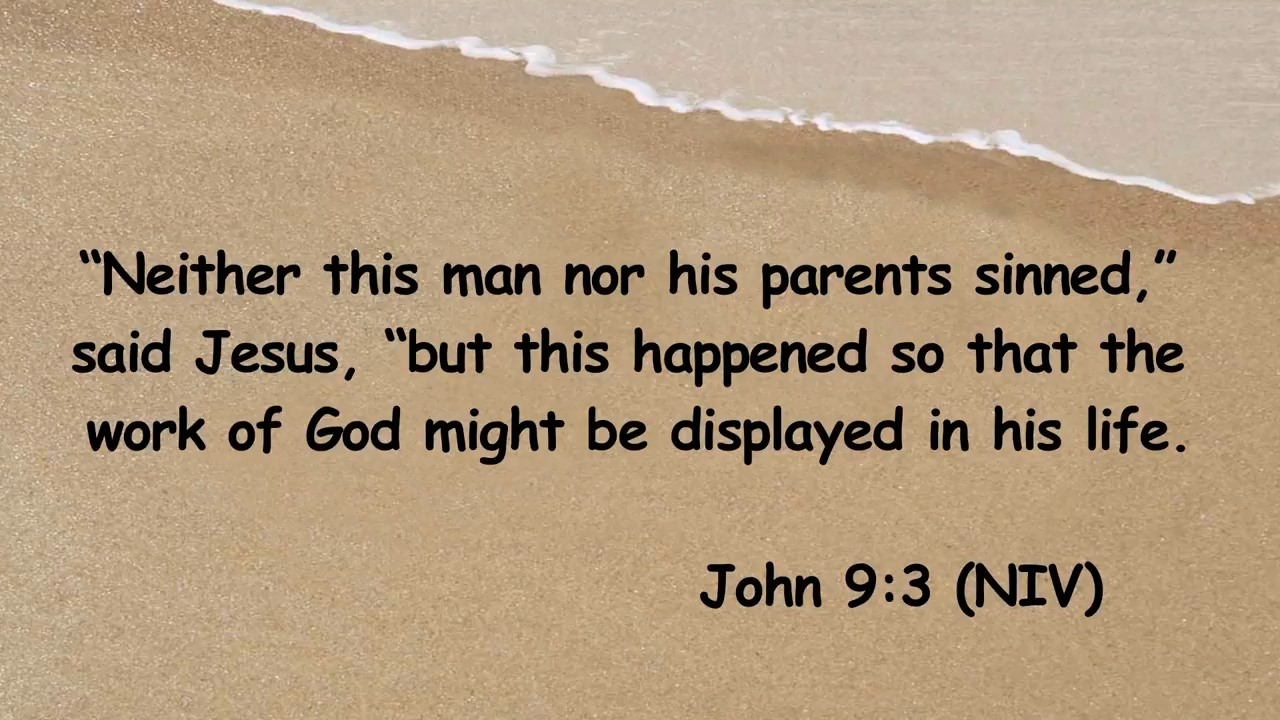 “Neither this man nor his parents sinned,”
said Jesus, “but this happened so that the
work of God might be displayed in his life.
John 9:3 (NIV)